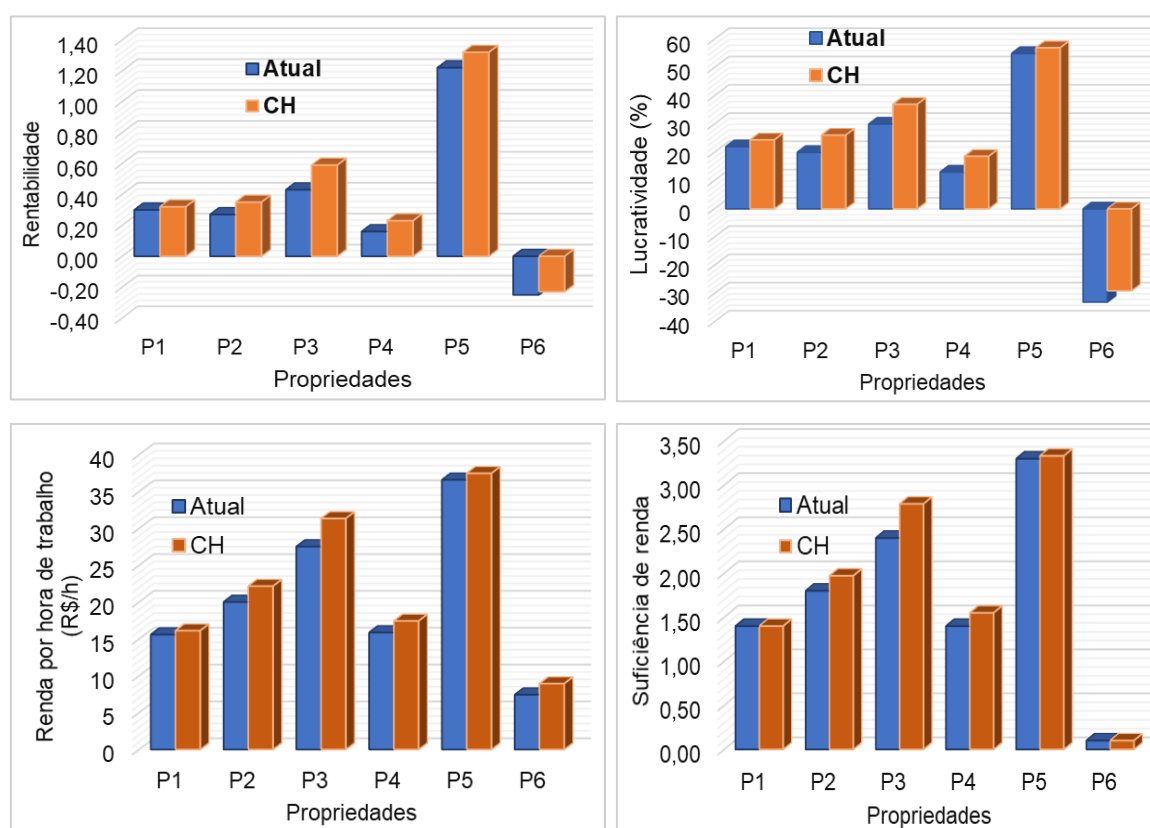 Rentabilidade
1,40
1,20
1,00
0,80
0,60
0,40
0,20
0,00
-0,20
-0,40
Atual
CH
P1 P2 P3 P4 P5 P6
Propriedades
Lucratividade (%)
60
50
40
30
20
10
0
-10
-20
-30
-40
Atual
CH
P1 P2 P3 P4 P5 P6
Propriedades
Renda por hora de trabalho
(R$/h)
40
35
30
25
20
15
10
5
0
Atual
CH
P1 P2 P3 P4 P5 P6
Propriedades
Suficiência de renda
3,50
3,00
2,50
2,00
1,50
1,00
0,50
0,00
Atual
CH
P1 P2 P3 P4 P5 P6
Propriedades